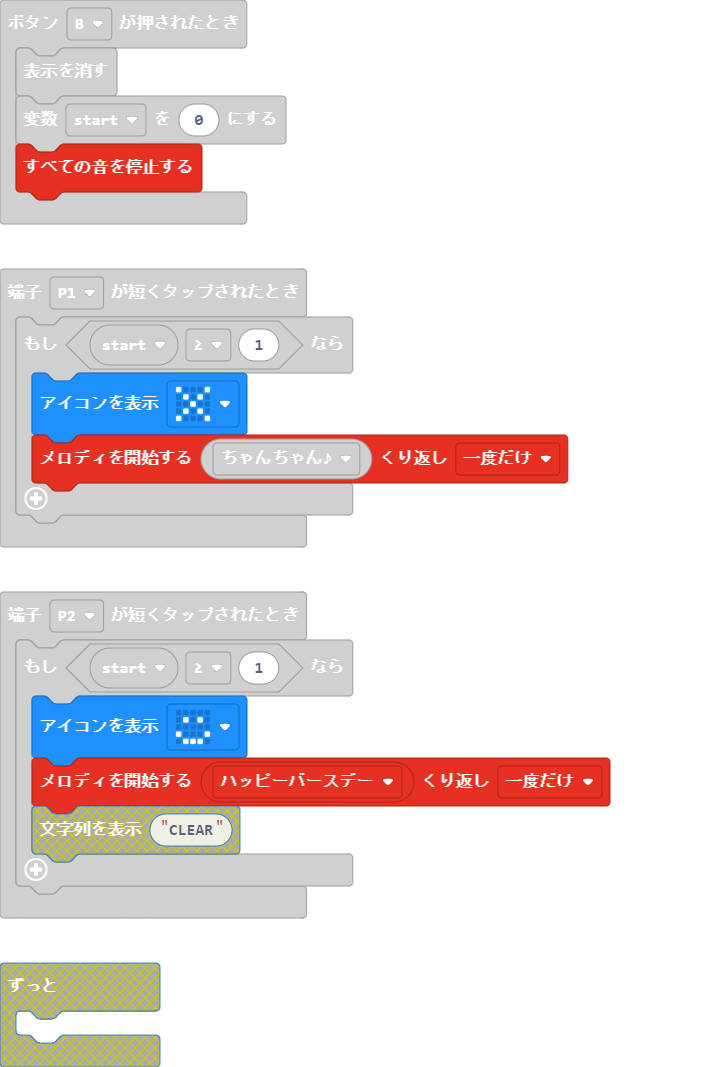 ボタン B が押されたとき
表示を消す
変数 start を 0 にする
すべての音を停止する
端子 P1 が短くタップされたとき
もし start ≥ 1 なら
アイコンを表示
メロディを開始する ちゃんちゃん♪ くり返し 一度だけ
端子 P2 が短くタップされたとき
もし start ≥ 1 なら
アイコンを表示
メロディを開始する ハッピーバースデー くり返し 一度だけ
文字列を表示 "CLEAR"
ずっと